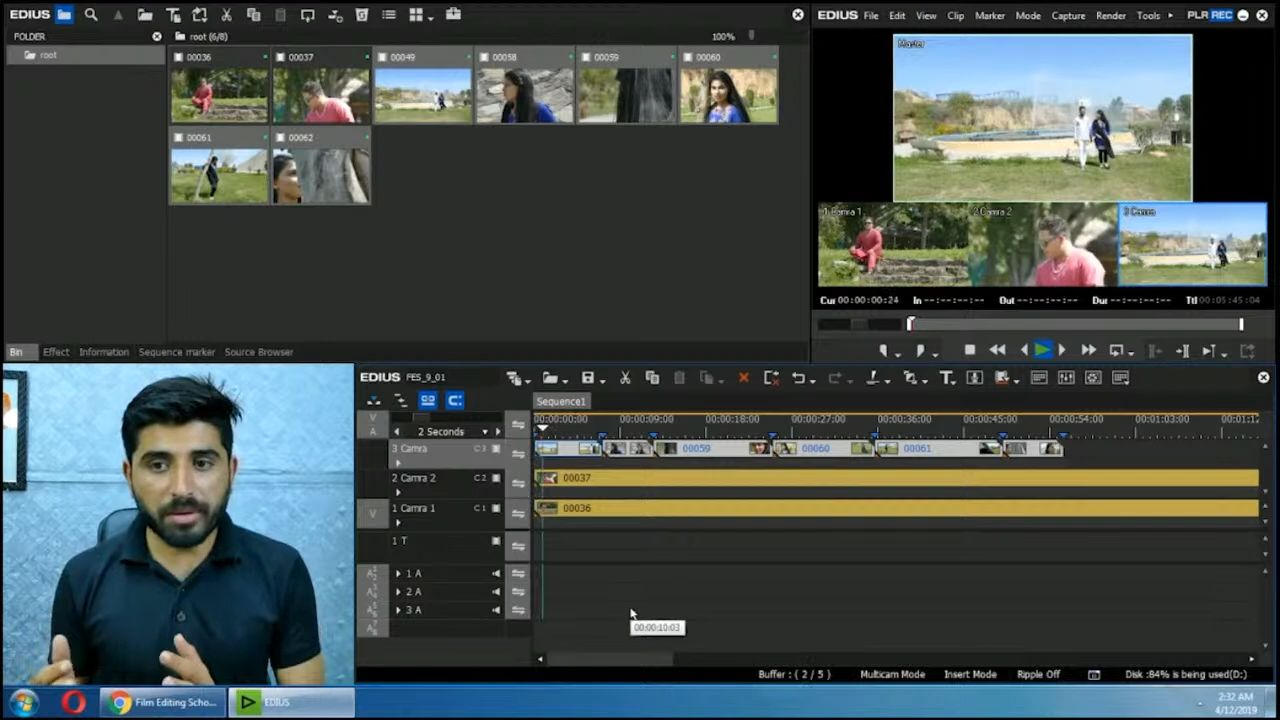 EDIUS
FOLDER
root
root (6/8)
100%
00036
00037
00049
00058
00059
00060
00061
00062
Bin
Effect
Information
Sequence marker
Source Browser
EDIUS File Edit View Clip Marker Mode Capture Render Tools PLR REC
Master
1 Camra 1
2 Camra 2
3 Camra
Cur 00:00:00:24 In --:--:--:-- Out --:--:--:-- Dur --:--:--:-- Ttl 00:05:45:04
EDIUS FES_9_01
Sequence1
V
A
2 Seconds
00:00:00:00 00:00:09:00 00:00:18:00 00:00:27:00 00:00:36:00 00:00:45:00 00:00:54:00 00:01:03:00 00:01:12
3 Camra C 3
00059
00060
00061
2 Camra 2 C 2
00037
V
1 Camra 1 C 1
00036
1 T
1 A
2 A
3 A
00:00:10:03
Buffer : ( 2 / 5 )
Multicam Mode
Insert Mode
Ripple Off
Disk :84% is being used(D:)
Film Editing Scho...
EDIUS
2:32 AM
4/12/2019